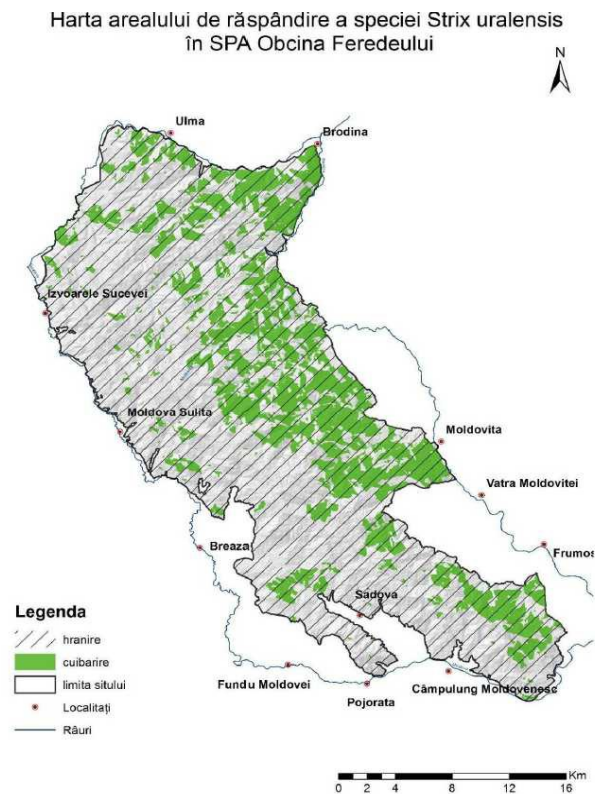 Harta arealului de răspândire a speciei Strix uralensis
în SPA Obcina Feredeului
N
Ulma
Brodina
Izvoarele Sucevei
Moldova Sulita
Moldovita
Vatra Moldovitei
Breaza
Frumos
Sadova
Legenda
hranire
cuibarire
limita sitului
Localitați
Râuri
Fundu Moldovei
Câmpulung Moldovenesc
Pojorata
Km
0 2 4 8 12 16